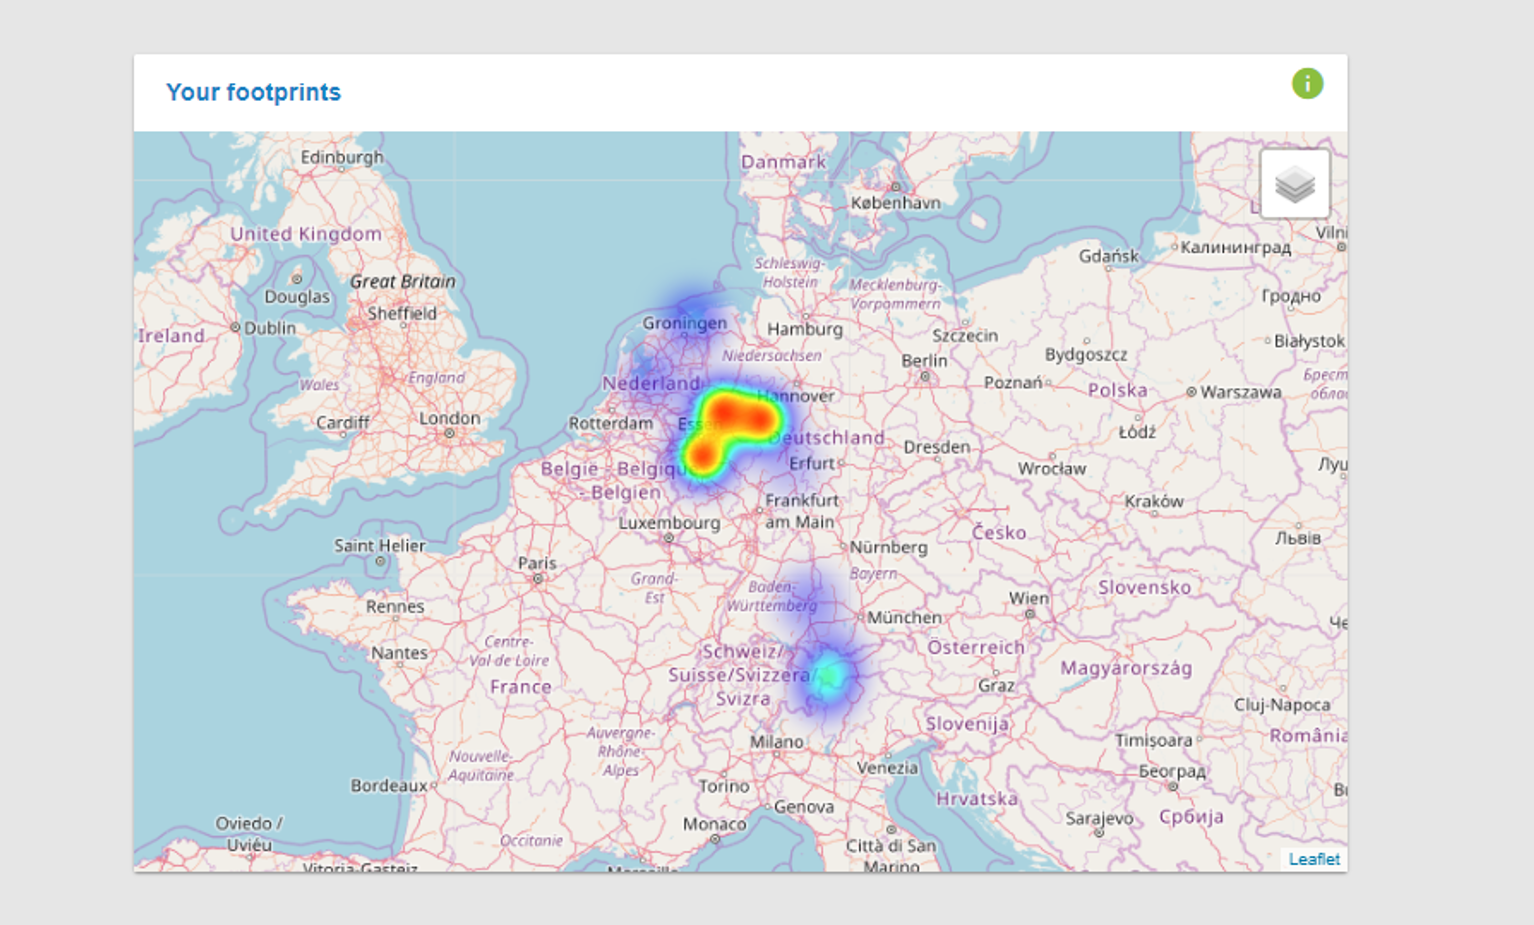 Your footprints
Edinburgh
Danmark
København
United Kingdom
Great Britain
Douglas
Sheffield
Dublin
Ireland
Wales
England
Cardiff
London
Schleswig-
Holstein
Mecklenburg-
Vorpommern
Gdańsk
Калининград
Vilni
Гродно
Groningen
Hamburg
Szczecin
Białystok
Niedersachsen
Berlin
Bydgoszcz
Nederland
Hannover
Poznań
Polska
Warszawa
Брест
обла
Rotterdam
Deutschland
Dresden
Łódź
België - Belgique
- Belgien
Erfurt
Wrocław
Луц
Frankfurt
am Main
Kraków
Luxembourg
Česko
Львів
Saint Helier
Paris
Nürnberg
Grand-
Est
Baden-
Württemberg
Bayern
Slovensko
Rennes
München
Wien
Nantes
Centre-
Val de Loire
France
Schweiz/
Suisse/Svizzera/
Svizra
Österreich
Graz
Magyarország
Cluj-Napoca
Slovenija
Auvergne-
Rhône-
Alpes
Milano
Venezia
Timișoara
România
Nouvelle-
Aquitaine
Bordeaux
Torino
Genova
Београд
Hrvatska
Oviedo /
Uviéu
Monaco
Sarajevo
Србија
Occitanie
Città di San
Marino
Vitoria-Gasteiz
Marseille
Leaflet